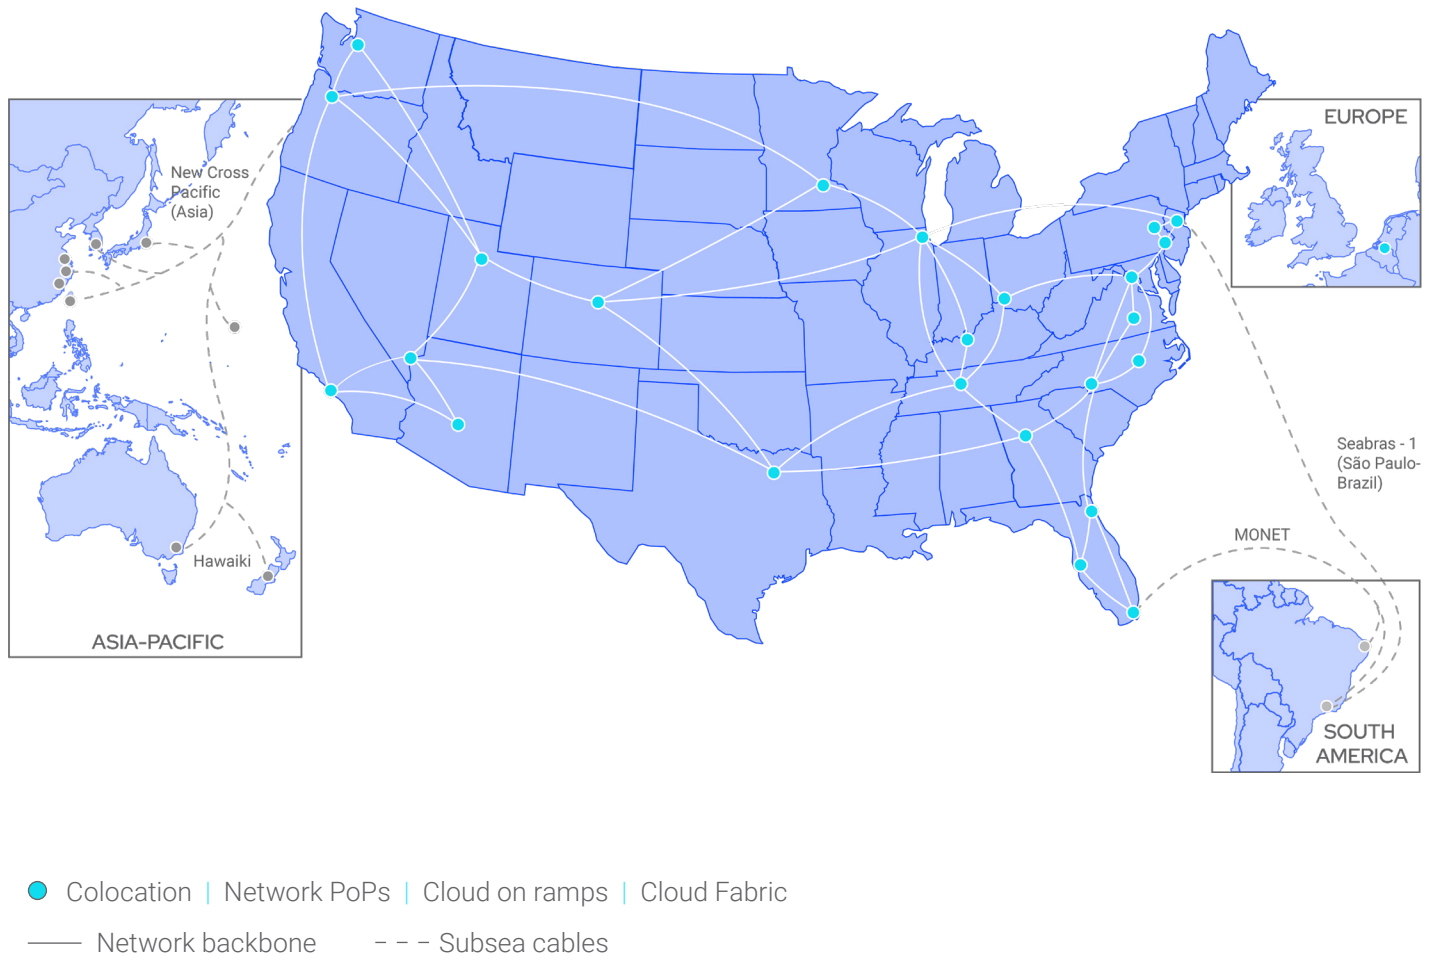 EUROPE
New Cross
Pacific
(Asia)
Seabras - 1
(São Paulo-
Brazil)
MONET
Hawaiki
ASIA-PACIFIC
SOUTH
AMERICA
Colocation | Network PoPs | Cloud on ramps | Cloud Fabric
Network backbone
Subsea cables